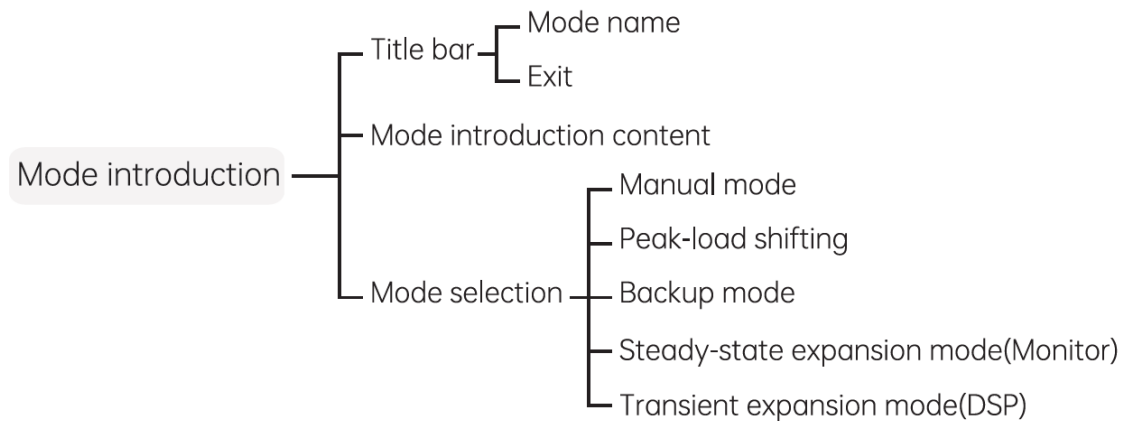 Mode introduction
Title bar
Mode name
Exit
Mode introduction content
Mode selection
Manual mode
Peak-load shifting
Backup mode
Steady-state expansion mode(Monitor)
Transient expansion mode(DSP)